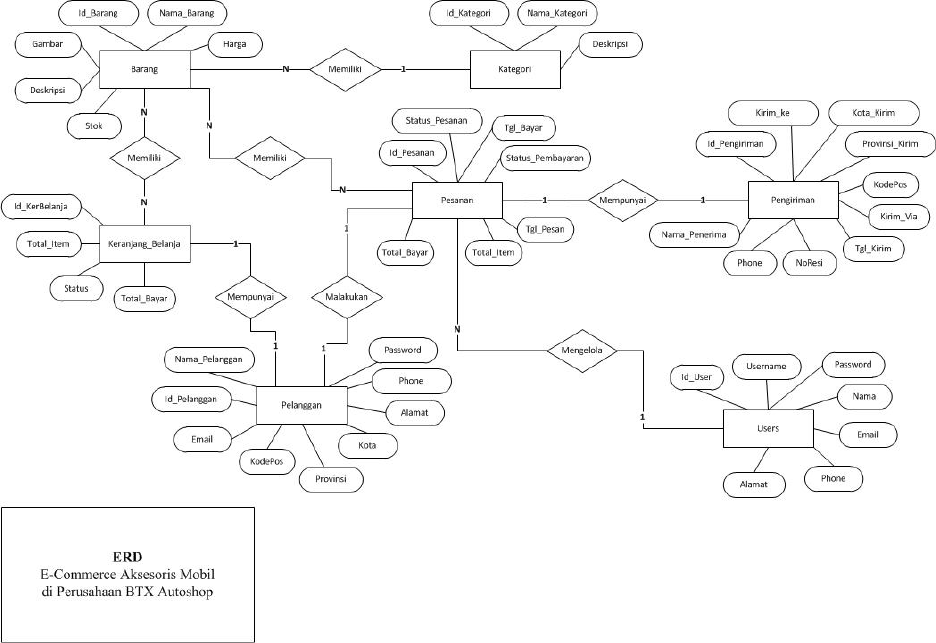 Id_Barang
Nama_Barang
Gambar
Harga
Barang
Deskripsi
Stok
N
Memiliki
1
Id_Kategori
Nama_Kategori
Deskripsi
Kategori
N
Memiliki
N
N
Memiliki
N
Status_Pesanan
Tgl_Bayar
Id_Pesanan
Status_Pembayaran
Pesanan
Tgl_Pesan
Total_Bayar
Total_Item
1
Mempunyai
1
Kirim_ke
Kota_Kirim
Id_Pengiriman
Provinsi_Kirim
KodePos
Pengiriman
Kirim_Via
Nama_Penerima
Tgl_Kirim
Phone
NoResi
Id_KerBelanja
Total_Item
Keranjang_Belanja
Status
Total_Bayar
1
Mempunyai
1
1
Malakukan
1
N
Mengelola
1
Nama_Pelanggan
Password
Phone
Id_Pelanggan
Pelanggan
Alamat
Email
Kota
KodePos
Provinsi
Id_User
Username
Password
Nama
Users
Email
Alamat
Phone
ERD
E-Commerce Aksesoris Mobil
di Perusahaan BTX Autoshop